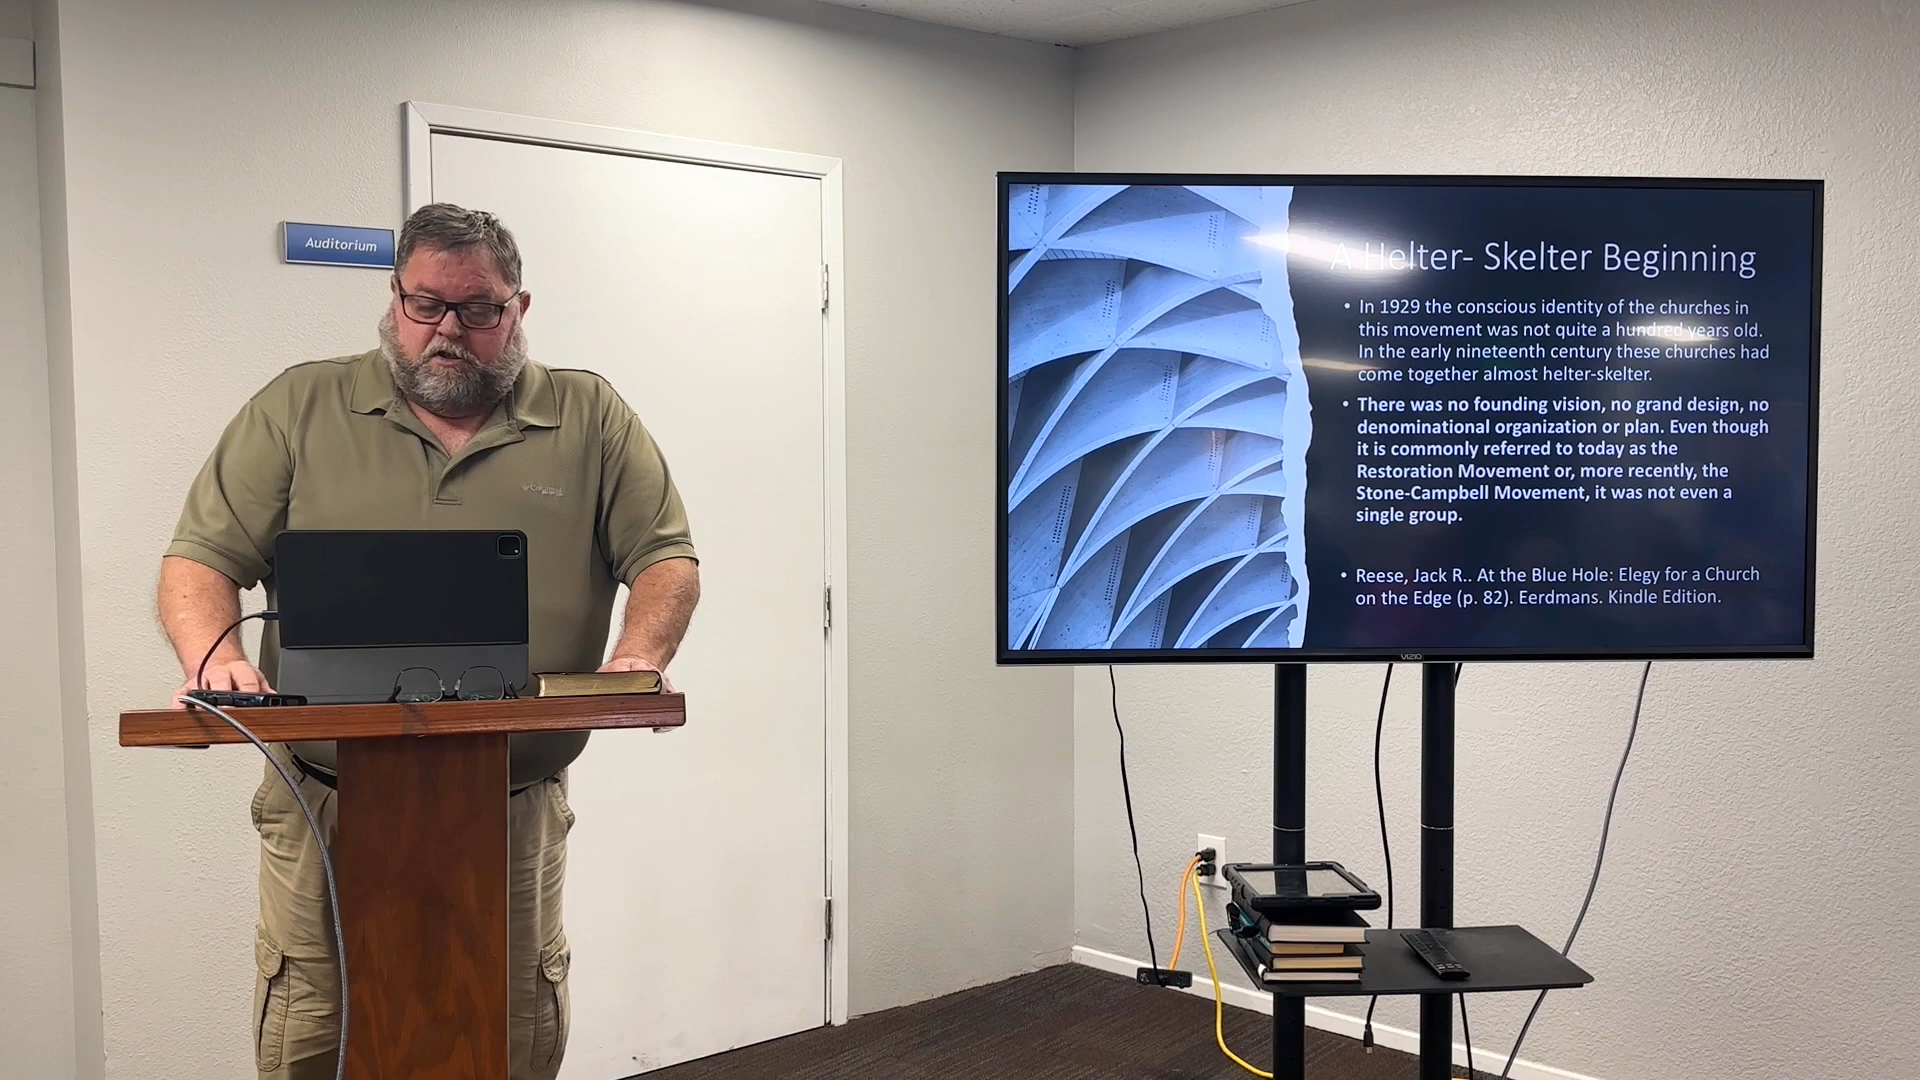 Auditorium
Columbia
A Helter- Skelter Beginning
• In 1929 the conscious identity of the churches in
this movement was not quite a hundred years old.
In the early nineteenth century these churches had
come together almost helter-skelter.
• There was no founding vision, no grand design, no
denominational organization or plan. Even though
it is commonly referred to today as the
Restoration Movement or, more recently, the
Stone-Campbell Movement, it was not even a
single group.
• Reese, Jack R.. At the Blue Hole: Elegy for a Church
on the Edge (p. 82). Eerdmans. Kindle Edition.
VIZIO